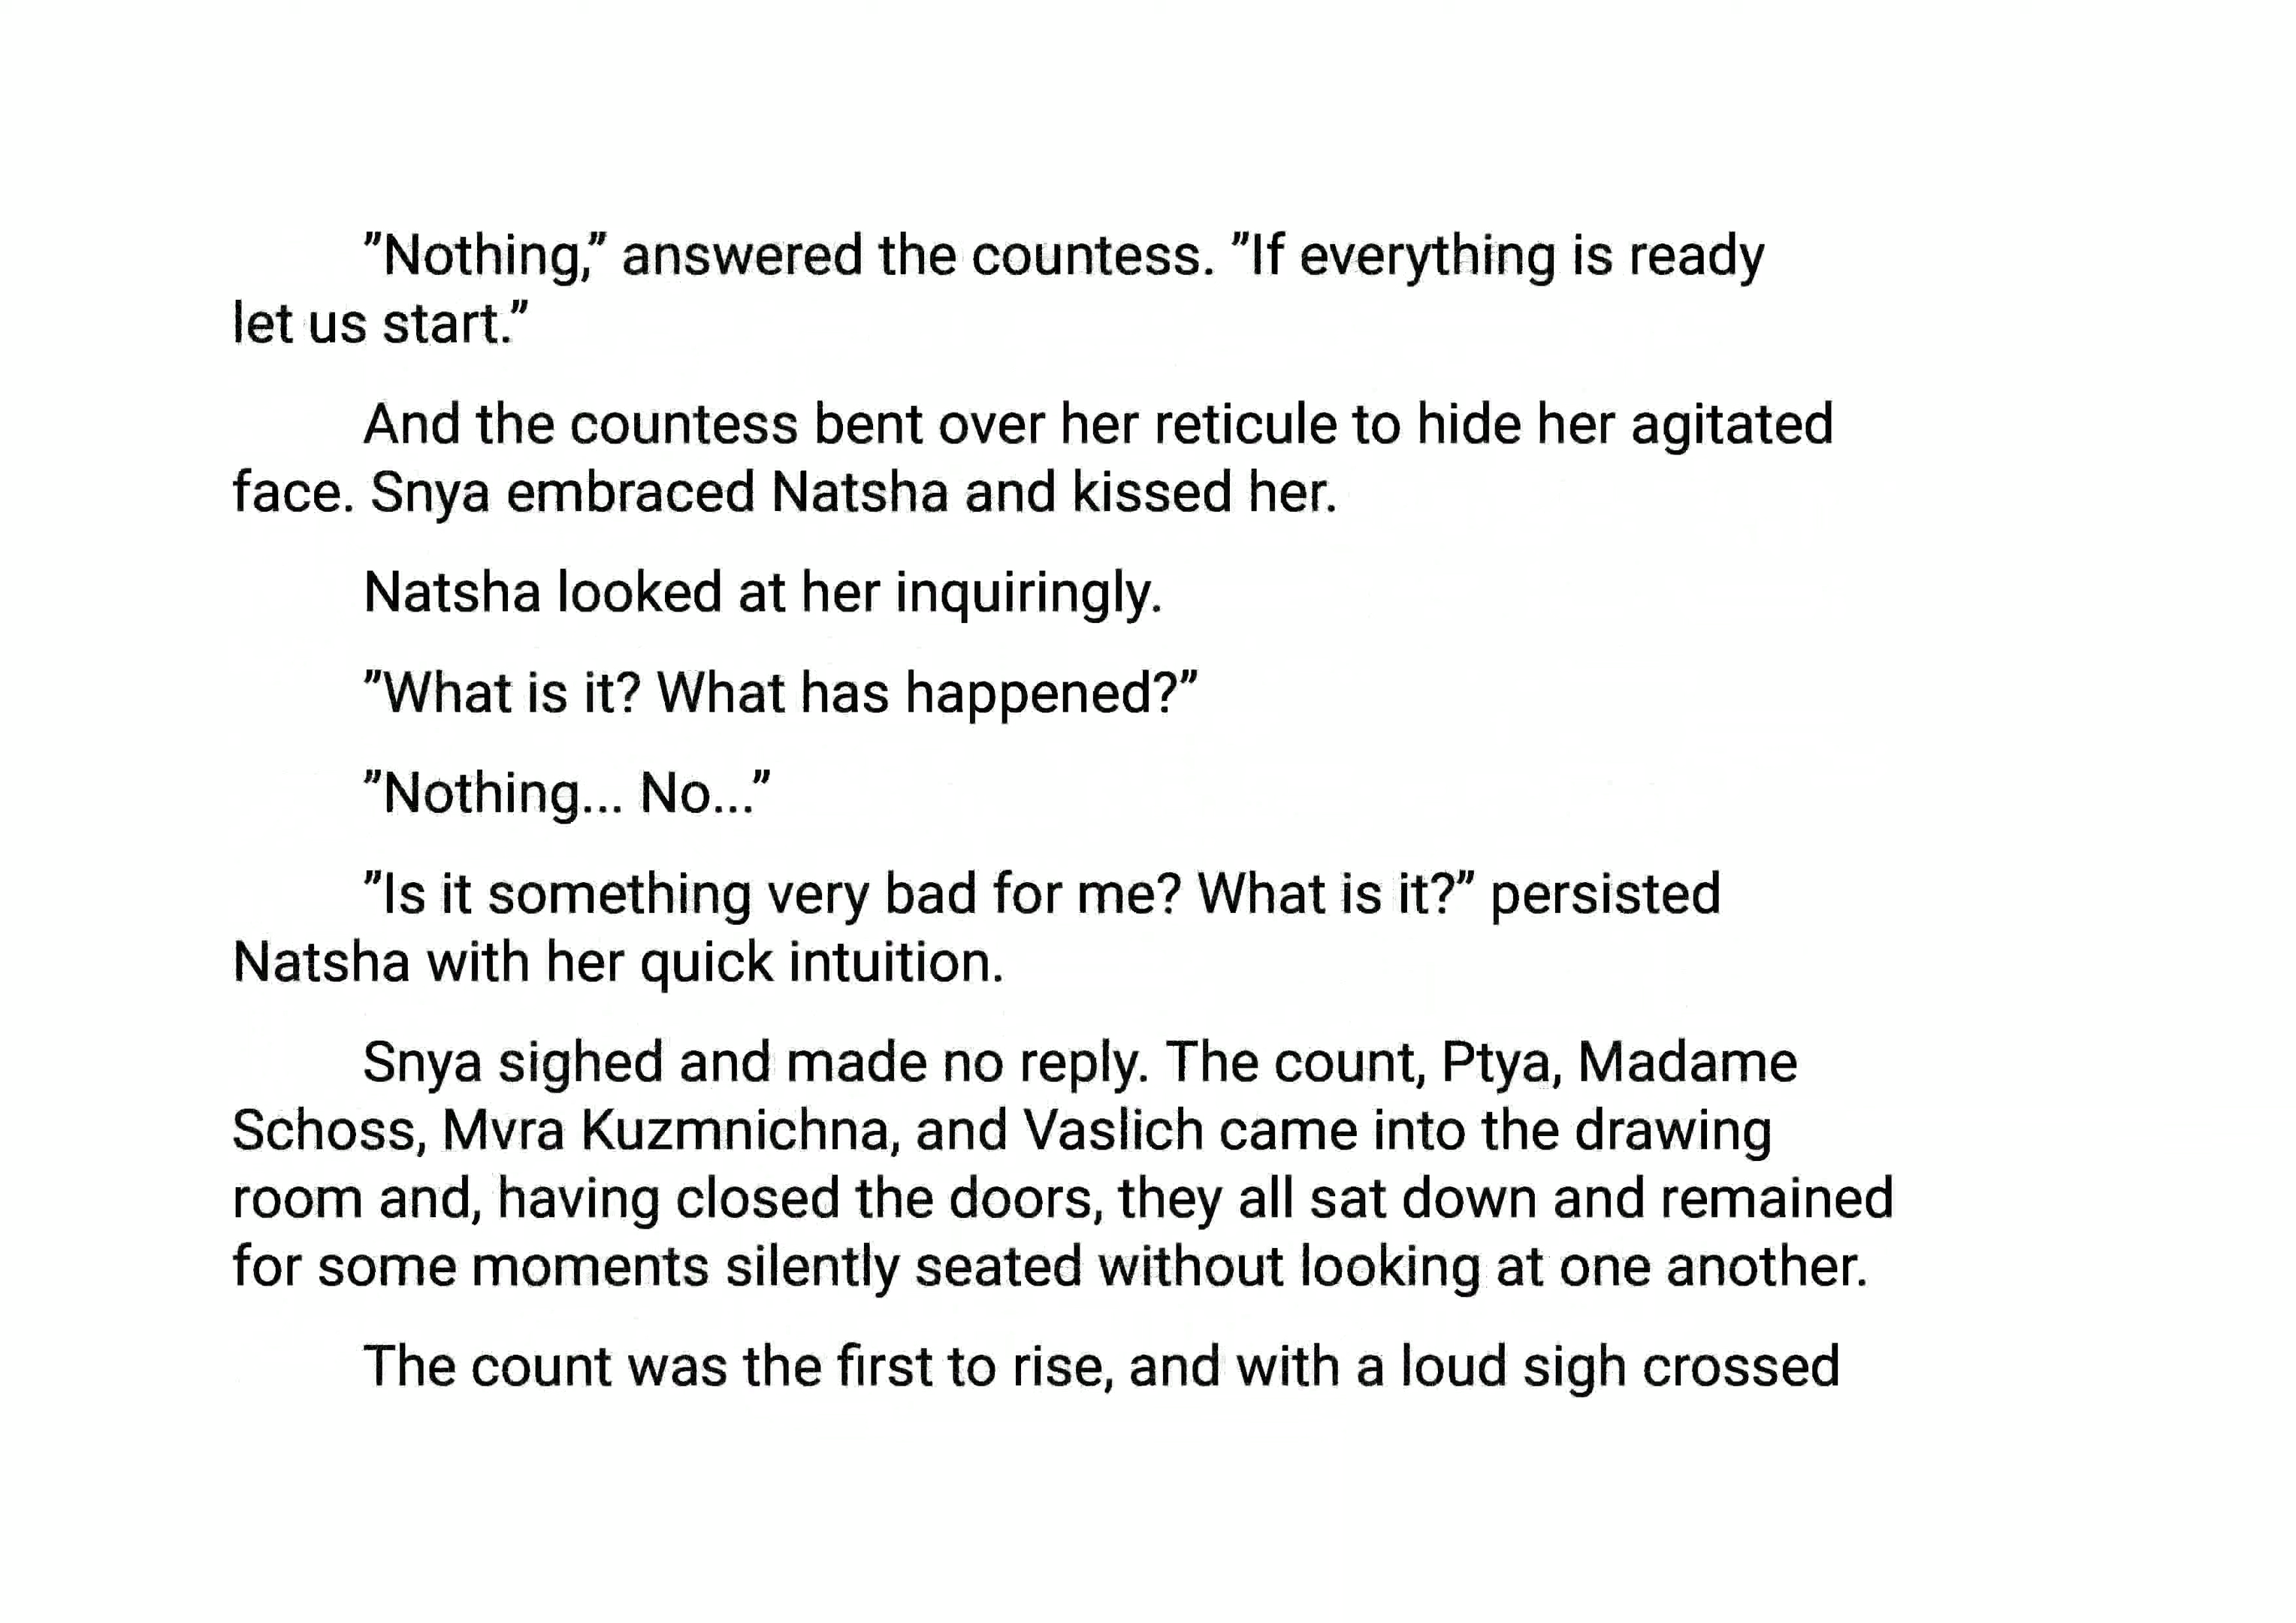 ”Nothing,” answered the countess. ”If everything is ready
let us start.”
And the countess bent over her reticule to hide her agitated
face. Snya embraced Natsha and kissed her.
Natsha looked at her inquiringly.
”What is it? What has happened?”
”Nothing... No...”
”Is it something very bad for me? What is it?” persisted
Natsha with her quick intuition.
Snya sighed and made no reply. The count, Ptya, Madame
Schoss, Mvra Kuzmnichna, and Vaslich came into the drawing
room and, having closed the doors, they all sat down and remained
for some moments silently seated without looking at one another.
The count was the first to rise, and with a loud sigh crossed